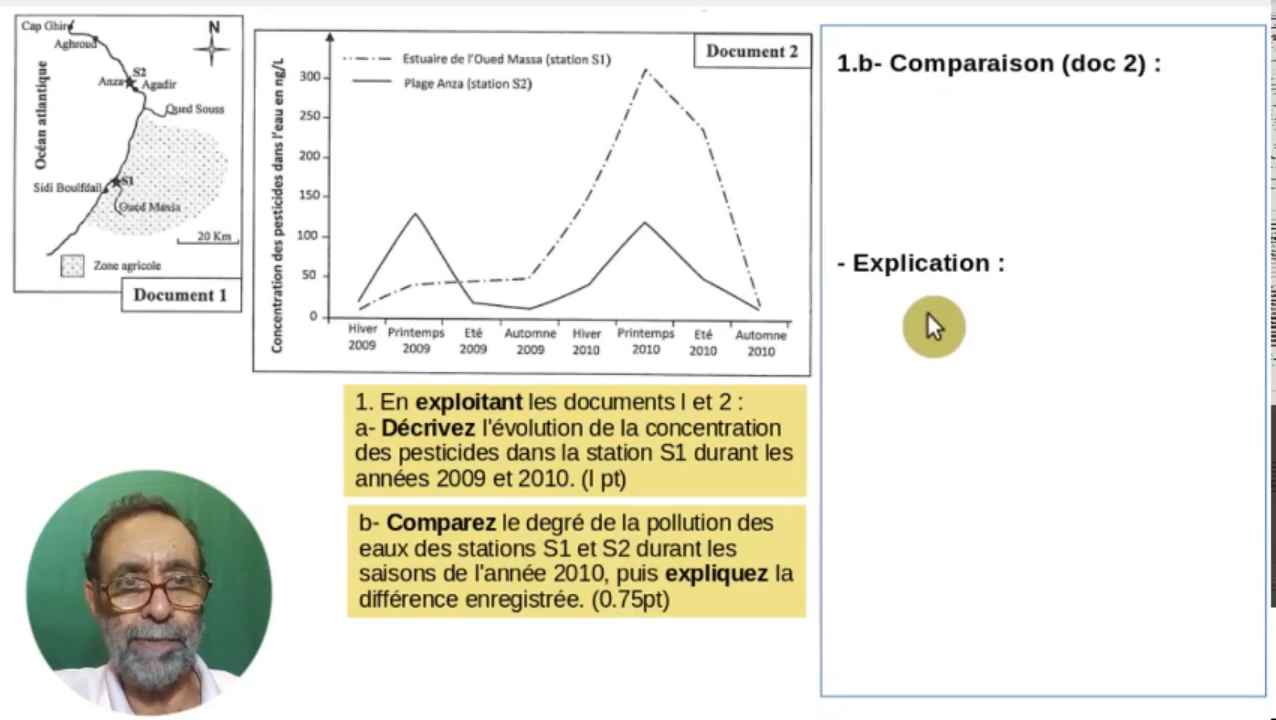 Cap Ghir
Aghroud
N
Océan atlantique
S2
Anza
Agadir
Oued Souss
Sidi Boulfdail
S1
Oued Massa
20 Km
Zone agricole
Document 1
Document 2
Concentration des pesticides dans l'eau en ng/L
Estuaire de l'Oued Massa (station S1)
Plage Anza (station S2)
300
250
200
150
100
50
0
Hiver Printemps Eté Automne Hiver Printemps Eté Automne
2009 2009 2009 2009 2010 2010 2010 2010
1. En exploitant les documents I et 2 :
a- Décrivez l'évolution de la concentration
des pesticides dans la station S1 durant les
années 2009 et 2010. (I pt)
b- Comparez le degré de la pollution des
eaux des stations S1 et S2 durant les
saisons de l'année 2010, puis expliquez la
différence enregistrée. (0.75pt)
1.b- Comparaison (doc 2) :
- Explication :